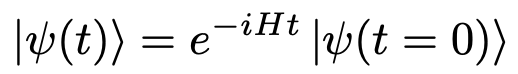 |ψ(t)⟩ = e^{-iHt} |ψ(t = 0)⟩